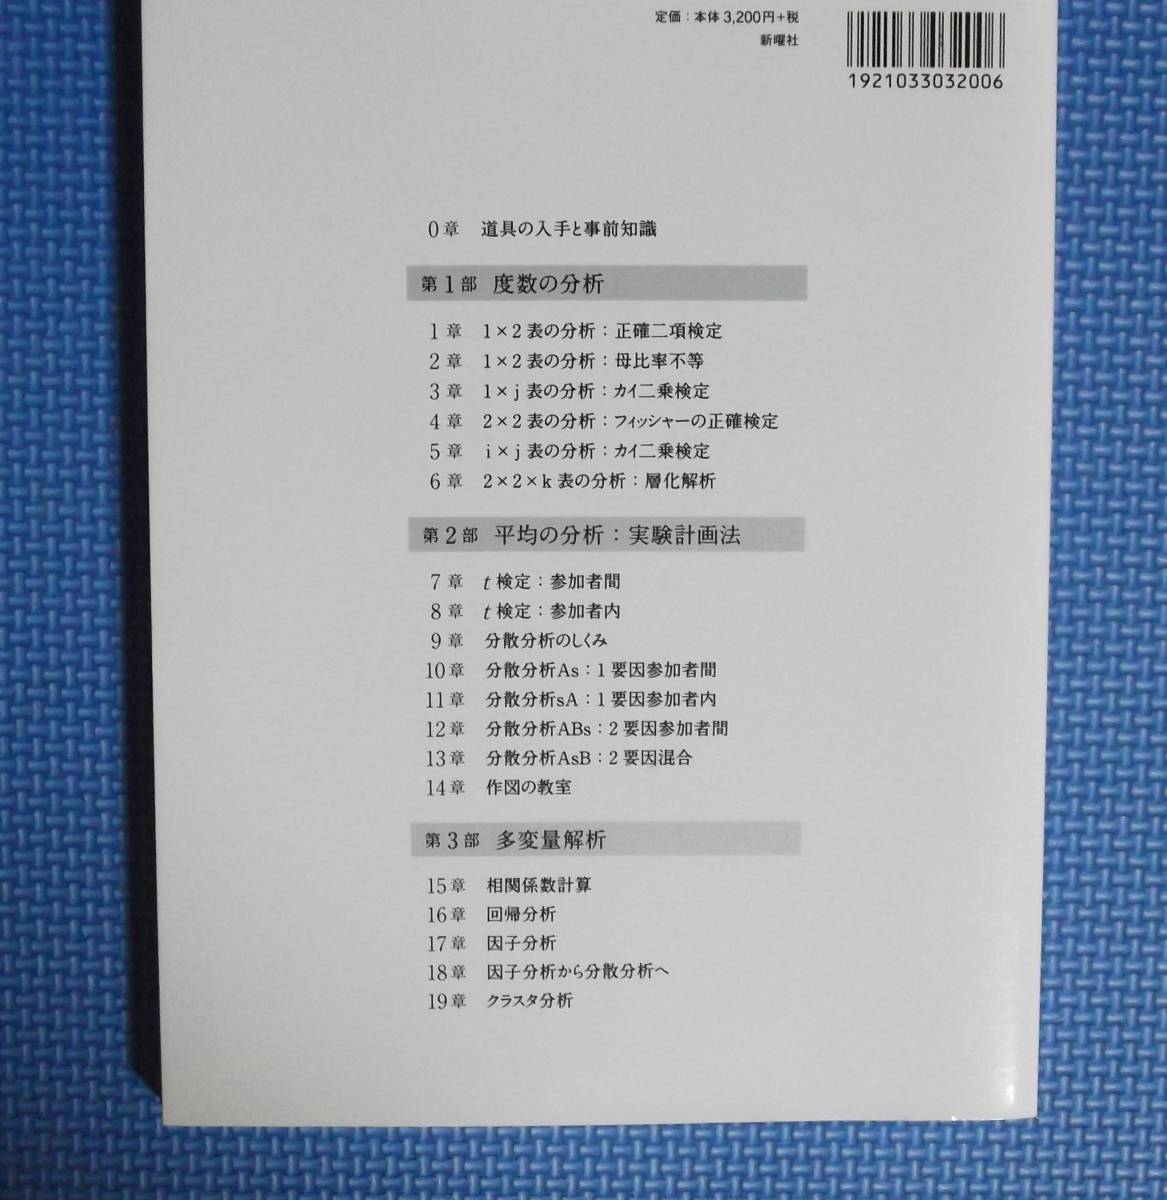 定価：本体3,200円+税
新曜社
1921033032006
0章 道具の入手と事前知識
第1部 度数の分析
1章 1×2表の分析：正確二項検定
2章 1×2表の分析：母比率不等
3章 1×j表の分析：カイ二乗検定
4章 2×2表の分析：フィッシャーの正確検定
5章 i×j表の分析：カイ二乗検定
6章 2×2×k表の分析：層化解析
第2部 平均の分析：実験計画法
7章 t検定：参加者間
8章 t検定：参加者内
9章 分散分析のしくみ
10章 分散分析As：1要因参加者間
11章 分散分析sA：1要因参加者内
12章 分散分析ABs：2要因参加者間
13章 分散分析AsB：2要因混合
14章 作図の教室
第3部 多変量解析
15章 相関係数計算
16章 回帰分析
17章 因子分析
18章 因子分析から分散分析へ
19章 クラスタ分析